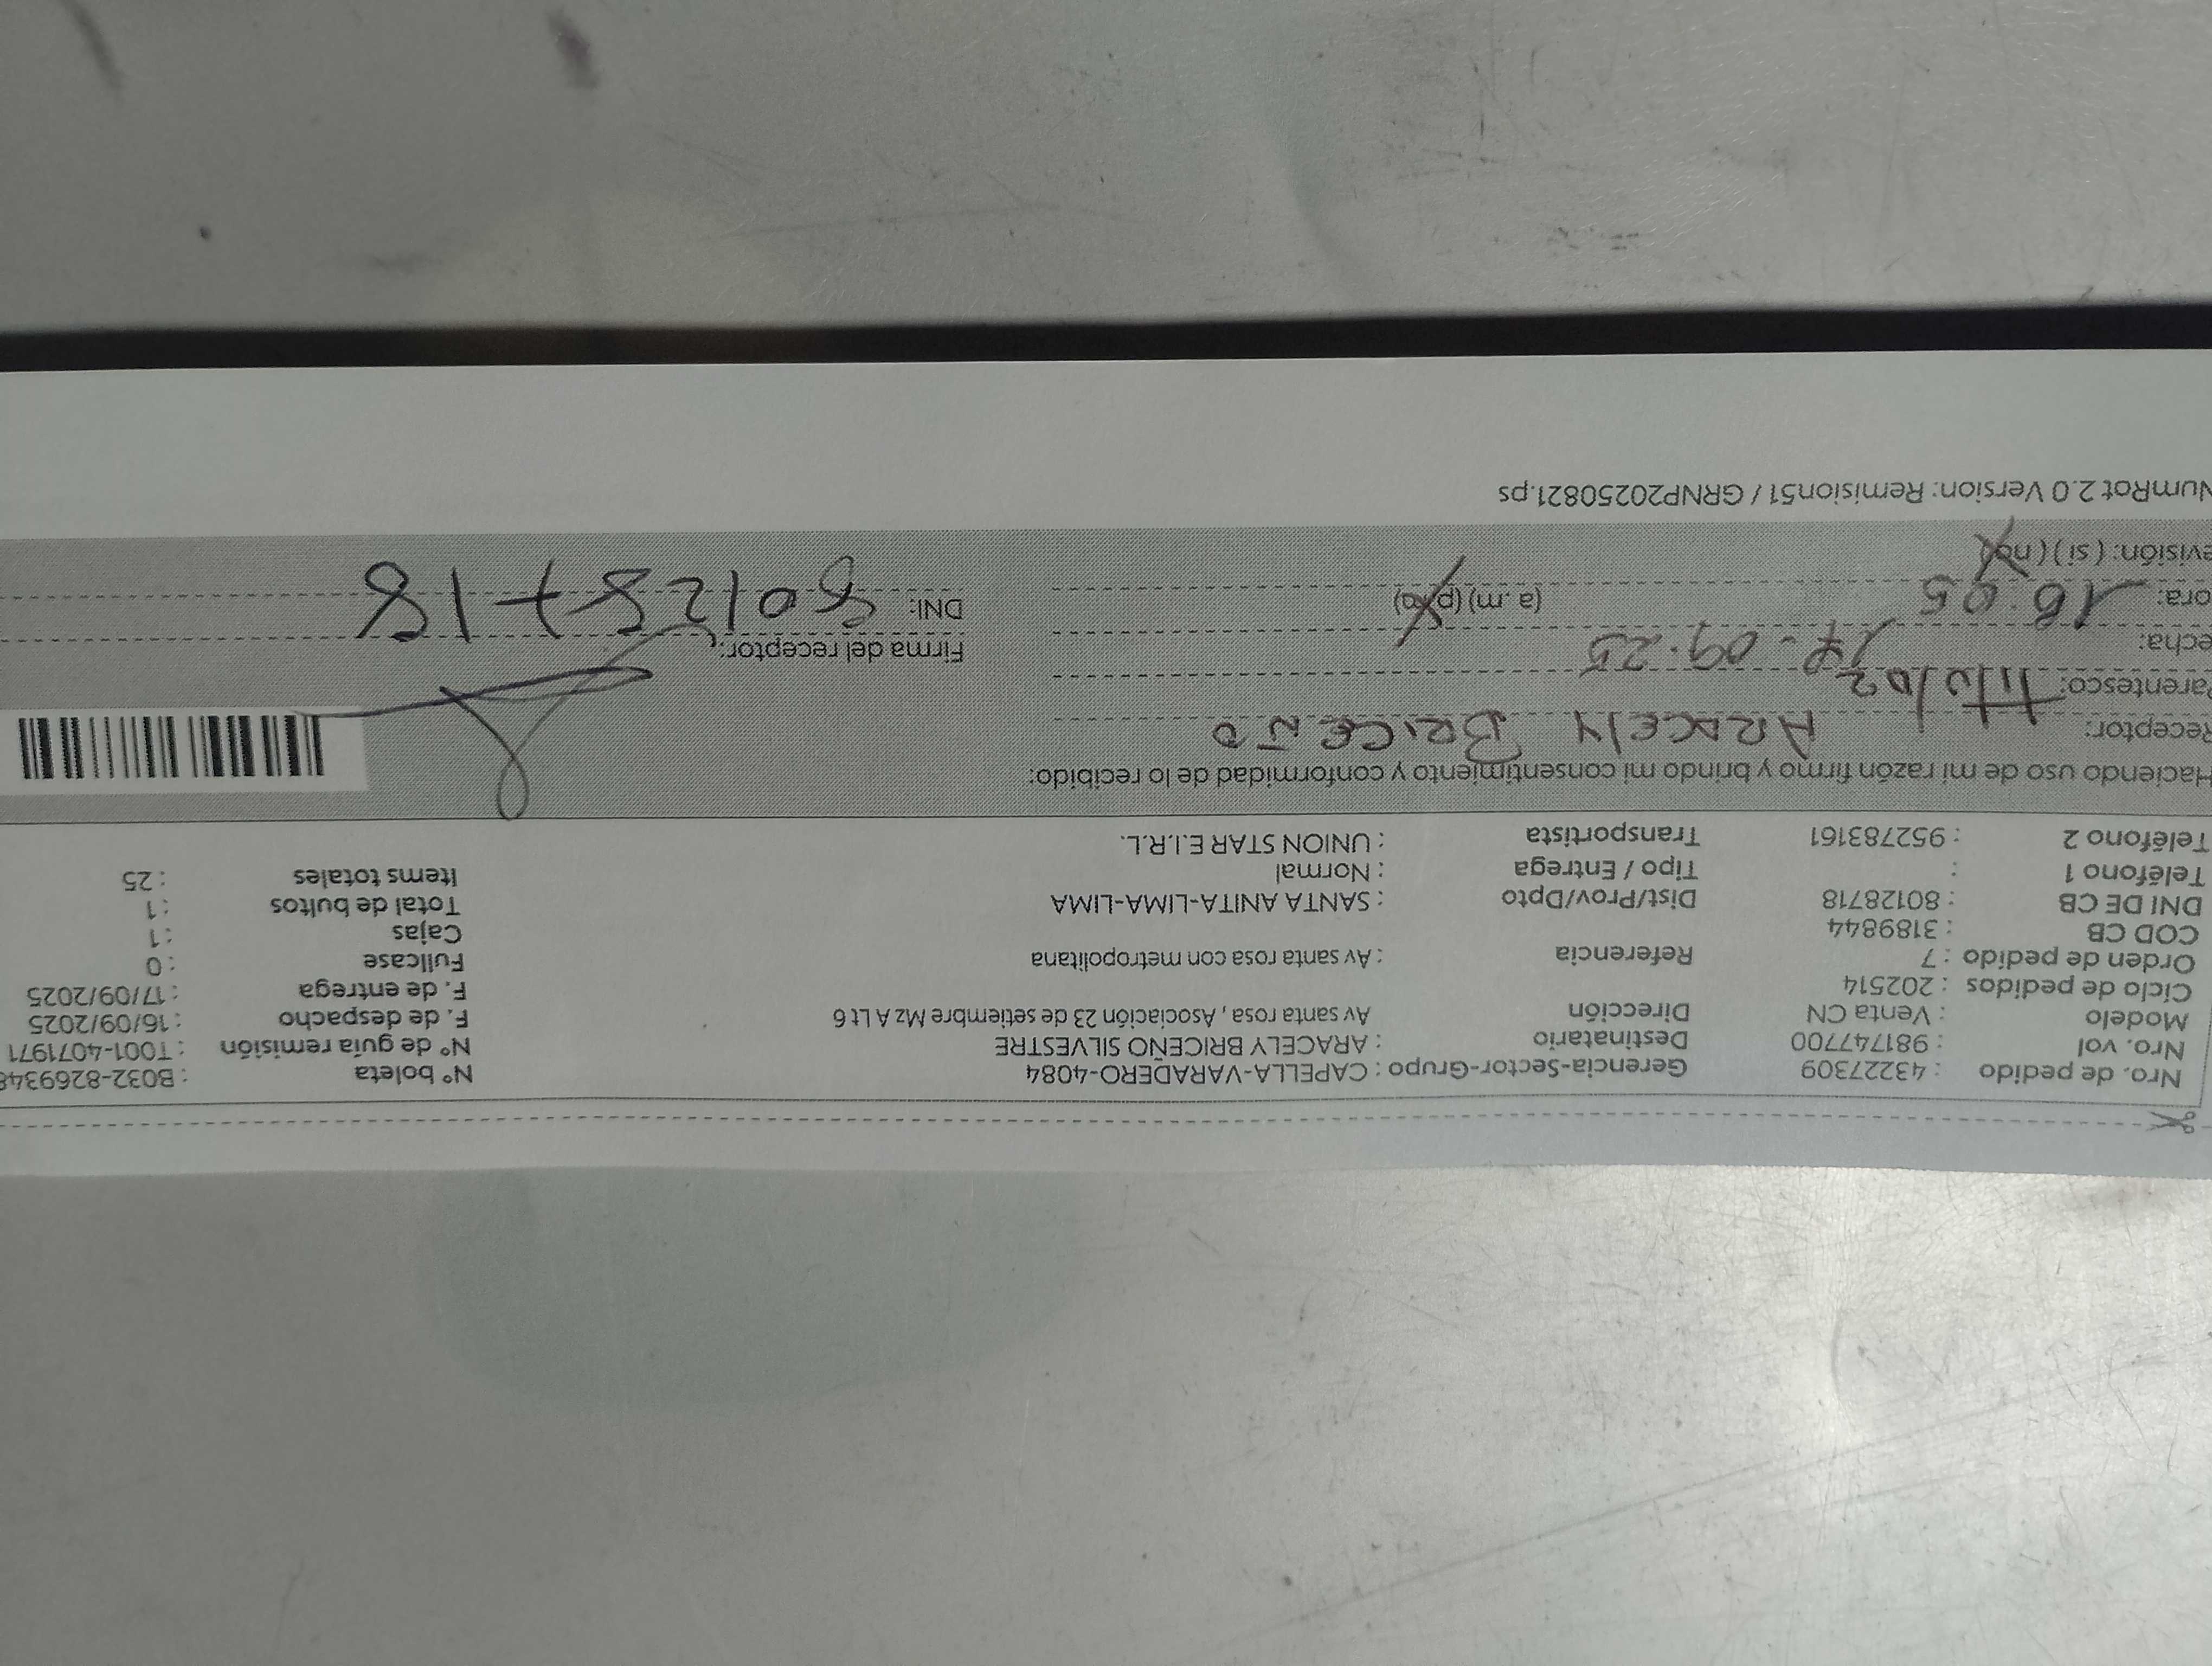 Nro. de pedido : 43227309 Gerencia-Sector-Grupo : CAPELLA-VARADERO-4084 N° boleta : B032-8269348
Nro. vol : 981747700 Destinatario : ARACELY BRICEÑO SILVESTRE N° de guía remisión : T001-4071971
Modelo : Venta CN Dirección Av santa rosa , Asociación 23 de setiembre Mz A Lt 6 F. de despacho : 16/09/2025
Ciclo de pedidos : 202514 F. de entrega : 17/09/2025
Orden de pedido : 7 Referencia : Av santa rosa con metropolitana Fullcase : 0
COD CB : 3189844 Cajas : 1
DNI DE CB : 80128718 Dist/Prov/Dpto : SANTA ANITA-LIMA-LIMA Total de bultos : 1
Teléfono 1 : Tipo / Entrega : Normal Items totales : 25
Teléfono 2 : 952783161 Transportista : UNION STAR E.I.R.L.
Haciendo uso de mi razón firmo y brindo mi consentimiento y conformidad de lo recibido:
Receptor: ARACELY BRICEÑO
Parentesco: titular
echa: 17-09-25 Firma del receptor:
ora: 16:05 (a.m) (p.m) DNI: 80128718
evisión: (si) (no)
NumRot 2.0 Version: Remision51 / GRNP20250821.ps